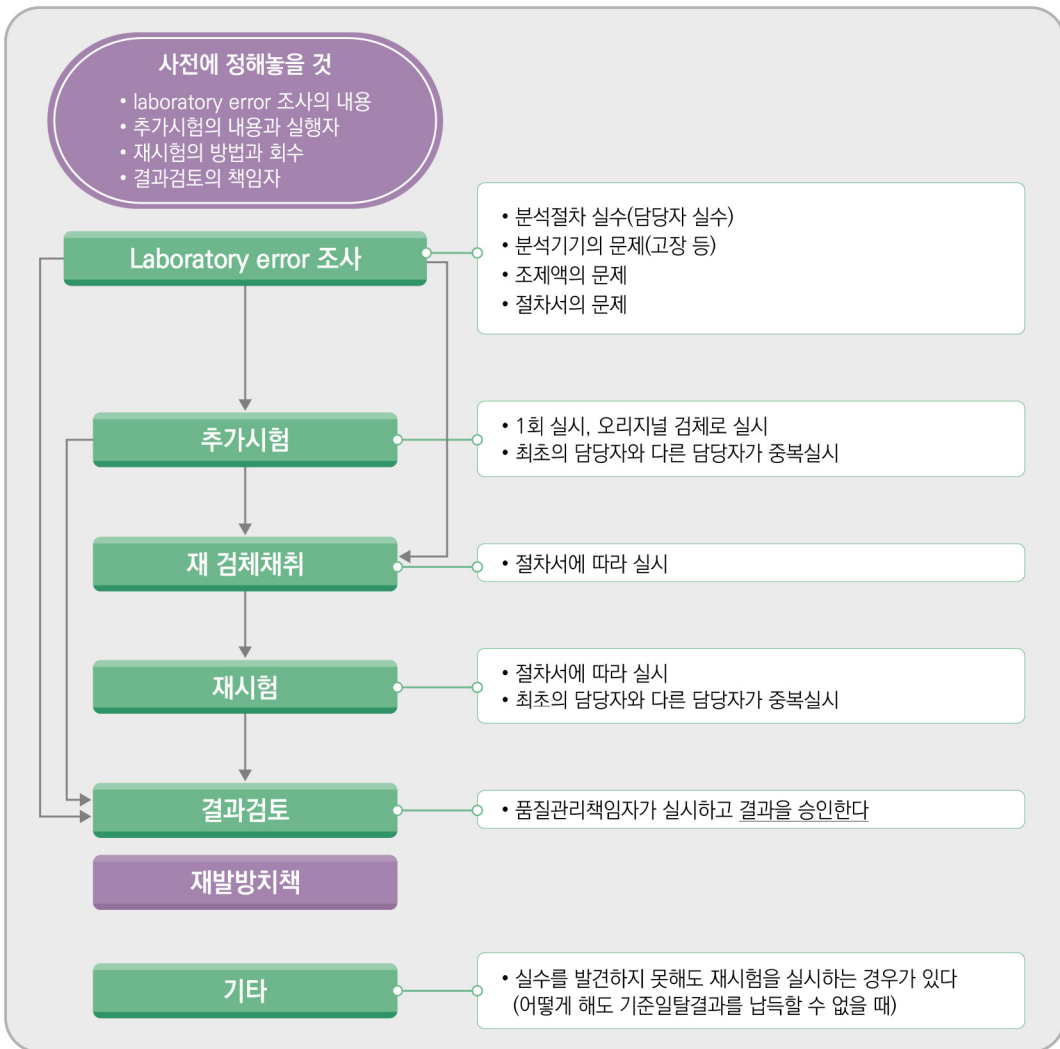 사전에 정해놓을 것
• laboratory error 조사의 내용
• 추가시험의 내용과 실행자
• 재시험의 방법과 회수
• 결과검토의 책임자
Laboratory error 조사
• 분석절차 실수(담당자 실수)
• 분석기기의 문제(고장 등)
• 조제액의 문제
• 절차서의 문제
추가시험
• 1회 실시, 오리지널 검체로 실시
• 최초의 담당자와 다른 담당자가 중복실시
재 검체채취
• 절차서에 따라 실시
재시험
• 절차서에 따라 실시
• 최초의 담당자와 다른 담당자가 중복실시
결과검토
• 품질관리책임자가 실시하고 결과을 승인한다
재발방치책
기타
• 실수를 발견하지 못해도 재시험을 실시하는 경우가 있다
(어떻게 해도 기준일탈결과를 납득할 수 없을 때)